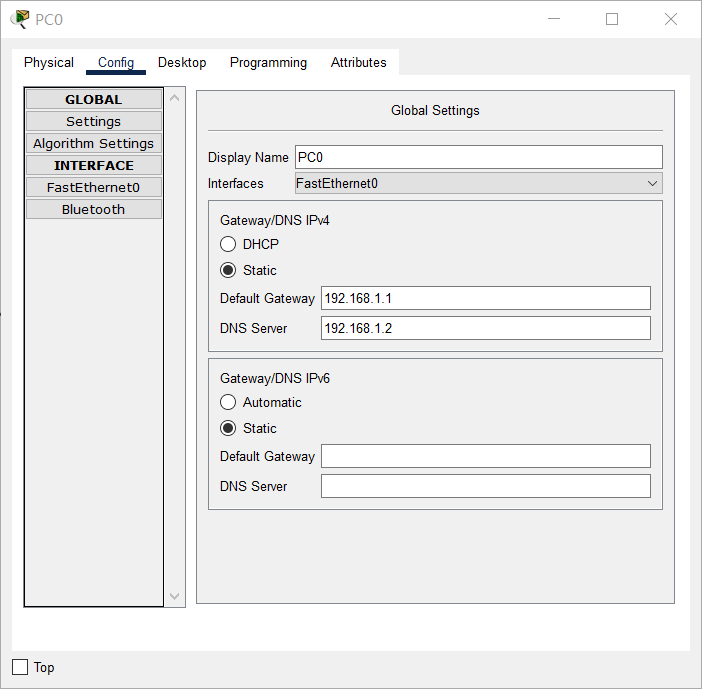 PC0
Physical Config Desktop Programming Attributes
GLOBAL
Settings
Algorithm Settings
INTERFACE
FastEthernet0
Bluetooth
Global Settings
Display Name PC0
Interfaces FastEthernet0
Gateway/DNS IPv4
DHCP
Static
Default Gateway 192.168.1.1
DNS Server 192.168.1.2
Gateway/DNS IPv6
Automatic
Static
Default Gateway
DNS Server
Top